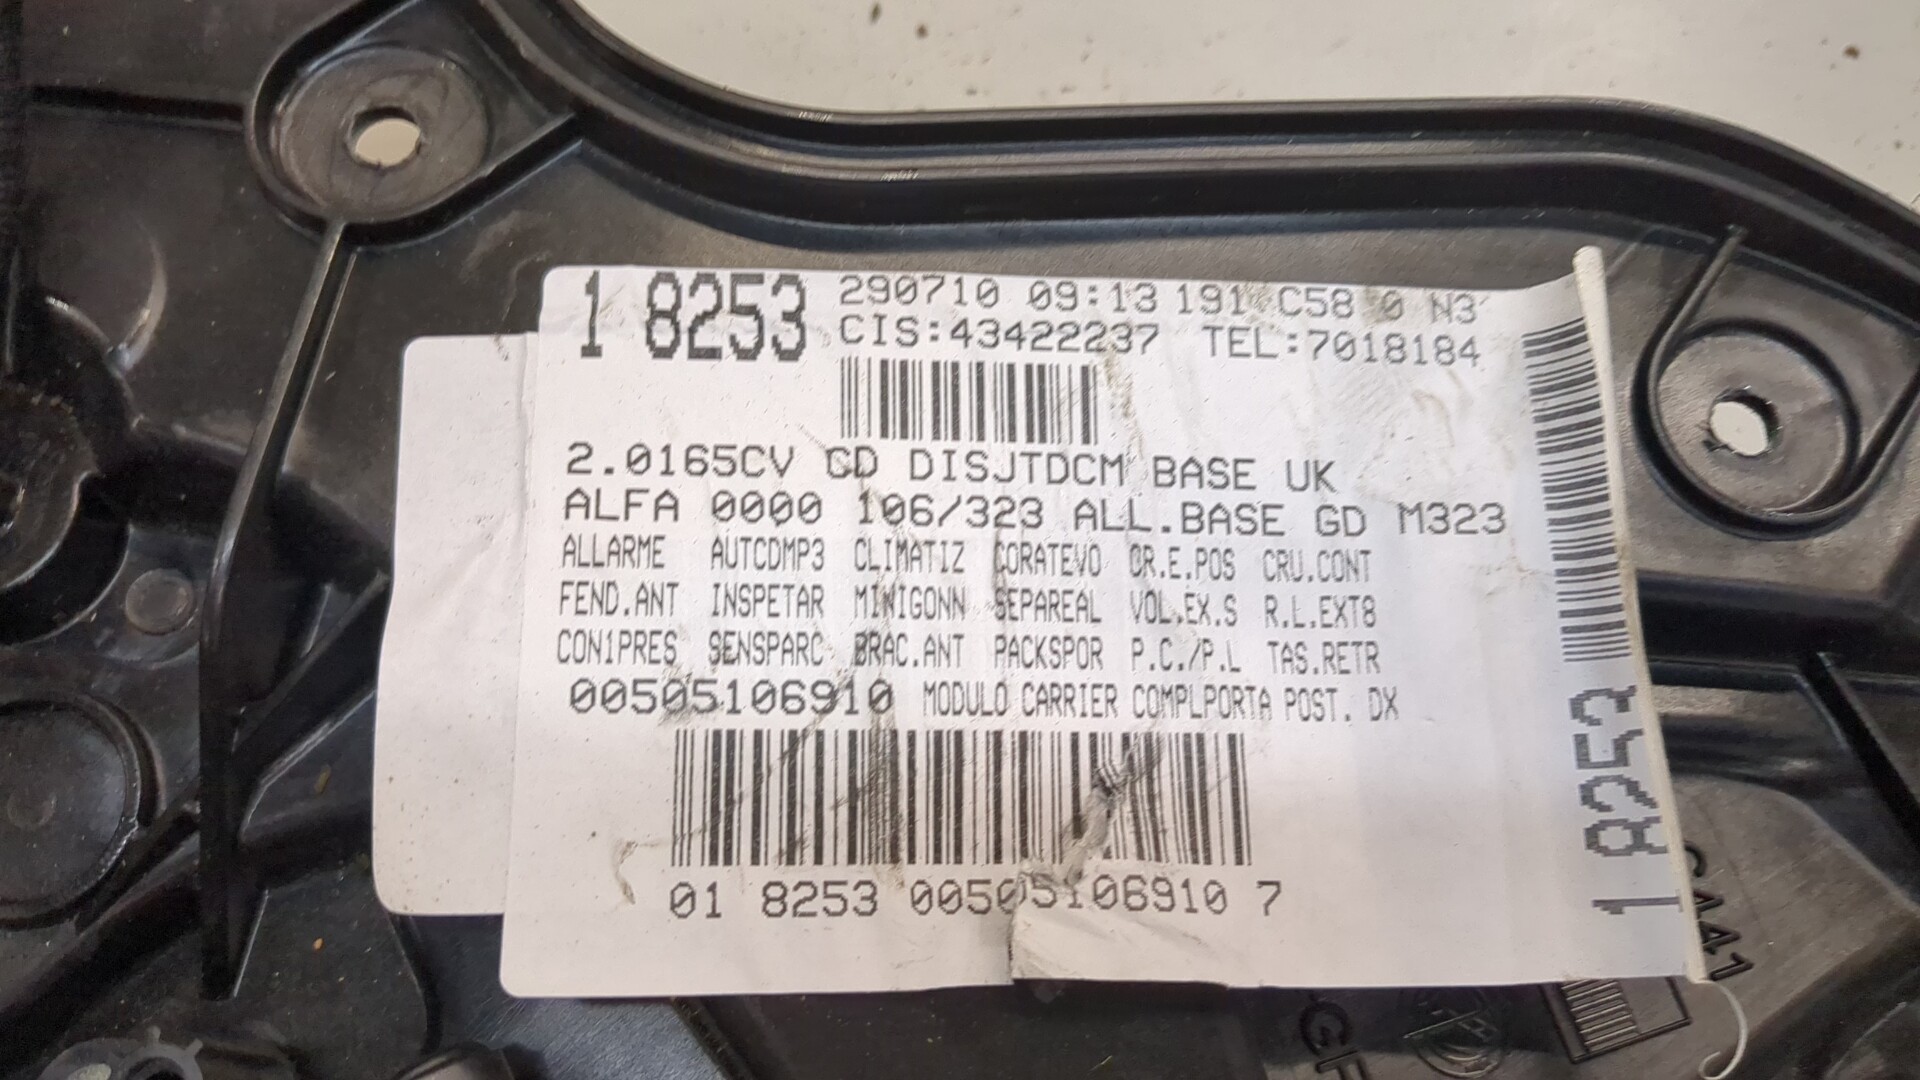 1 8253 290710 09:13 191 C58 0 N3
CIS:43422237 TEL:7018184
2.0165CV GD DISJTDCM BASE UK
ALFA 0000 106/323 ALL.BASE GD M323
ALLARME AUTCDMP3 CLIMATIZ CORATEVO CR.E.POS CRU.CONT
FEND.ANT INSPETAR MINIGONN SEPAREAL VOL.EX.S R.L.EXT8
CON1PRES SENSPARC BRAC.ANT PACKSPOR P.C./P.L TAS.RETR
00505106910 MODULO CARRIER COMPLPORTA POST. DX
01 8253 00505106910 7
1 8253